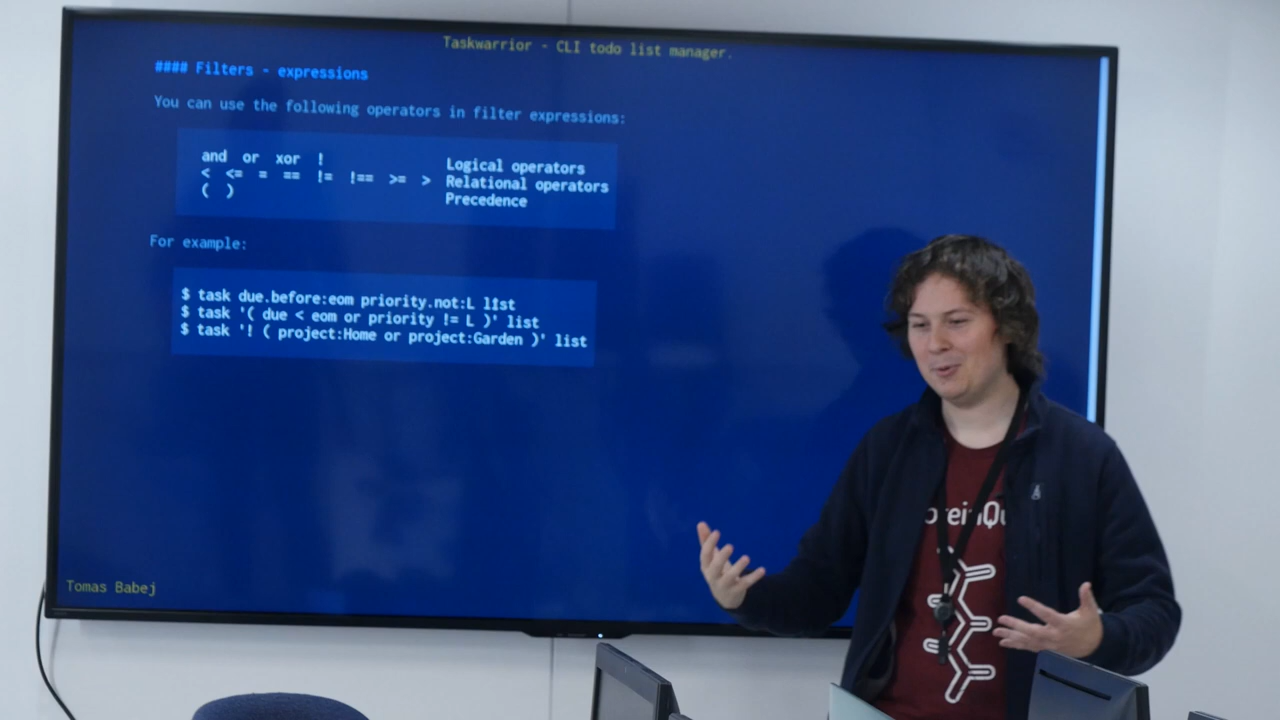 Taskwarrior - CLI todo list manager.
#### Filters - expressions
You can use the following operators in filter expressions:
and or xor ! Logical operators
< <= = == != !== >= > Relational operators
( ) Precedence
For example:
$ task due.before:eom priority.not:L list
$ task '( due < eom or priority != L )' list
$ task '! ( project:Home or project:Garden )' list
Tomas Babej